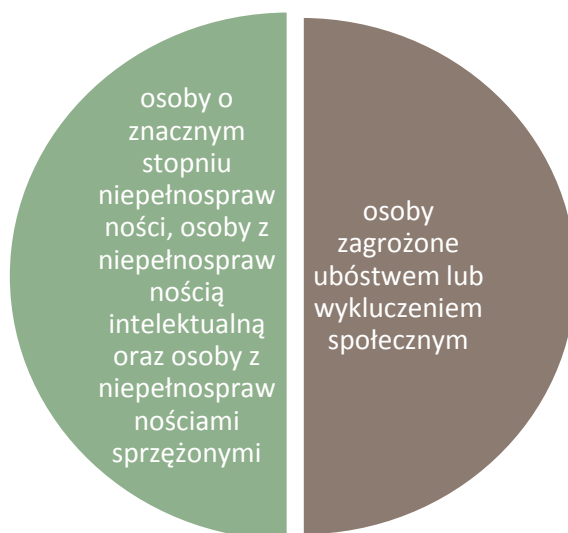 osoby o
znacznym
stopniu
niepełnospraw
ności, osoby z
niepełnospraw
nością
intelektualną
oraz osoby z
niepełnospraw
nościami
sprzężonymi
osoby
zagrożone
ubóstwem lub
wykluczeniem
społecznym